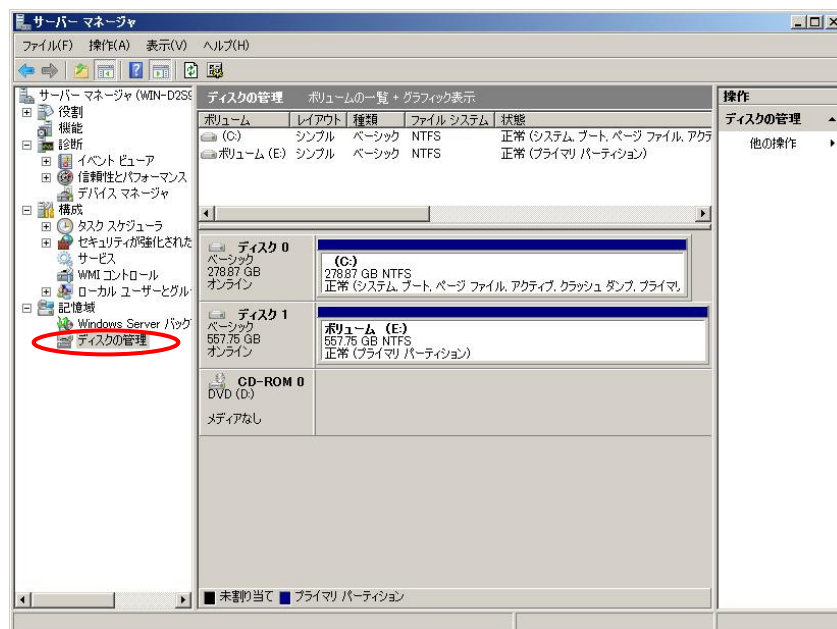 サーバー マネージャ
ファイル(F) 操作(A) 表示(V) ヘルプ(H)
サーバー マネージャ (WIN-D2S
役割
機能
診断
イベント ビューア
信頼性とパフォーマンス
デバイス マネージャ
構成
タスク スケジューラ
セキュリティが強化された
サービス
WMI コントロール
ローカル ユーザーとグル
記憶域
Windows Server バック
ディスクの管理
ディスクの管理 ボリュームの一覧 + グラフィック表示
ボリューム レイアウト 種類 ファイル システム 状態
(C:) シンプル ベーシック NTFS 正常 (システム, ブート, ページ ファイル, アクテ
ボリューム (E:) シンプル ベーシック NTFS 正常 (プライマリ パーティション)
ディスク 0
ベーシック
278.87 GB
オンライン
(C:)
278.87 GB NTFS
正常 (システム, ブート, ページ ファイル, アクティブ, クラッシュ ダンプ, プライマリ
ディスク 1
ベーシック
557.75 GB
オンライン
ボリューム (E:)
557.75 GB NTFS
正常 (プライマリ パーティション)
CD-ROM 0
DVD (D:)
メディアなし
未割り当て プライマリ パーティション
操作
ディスクの管理
他の操作